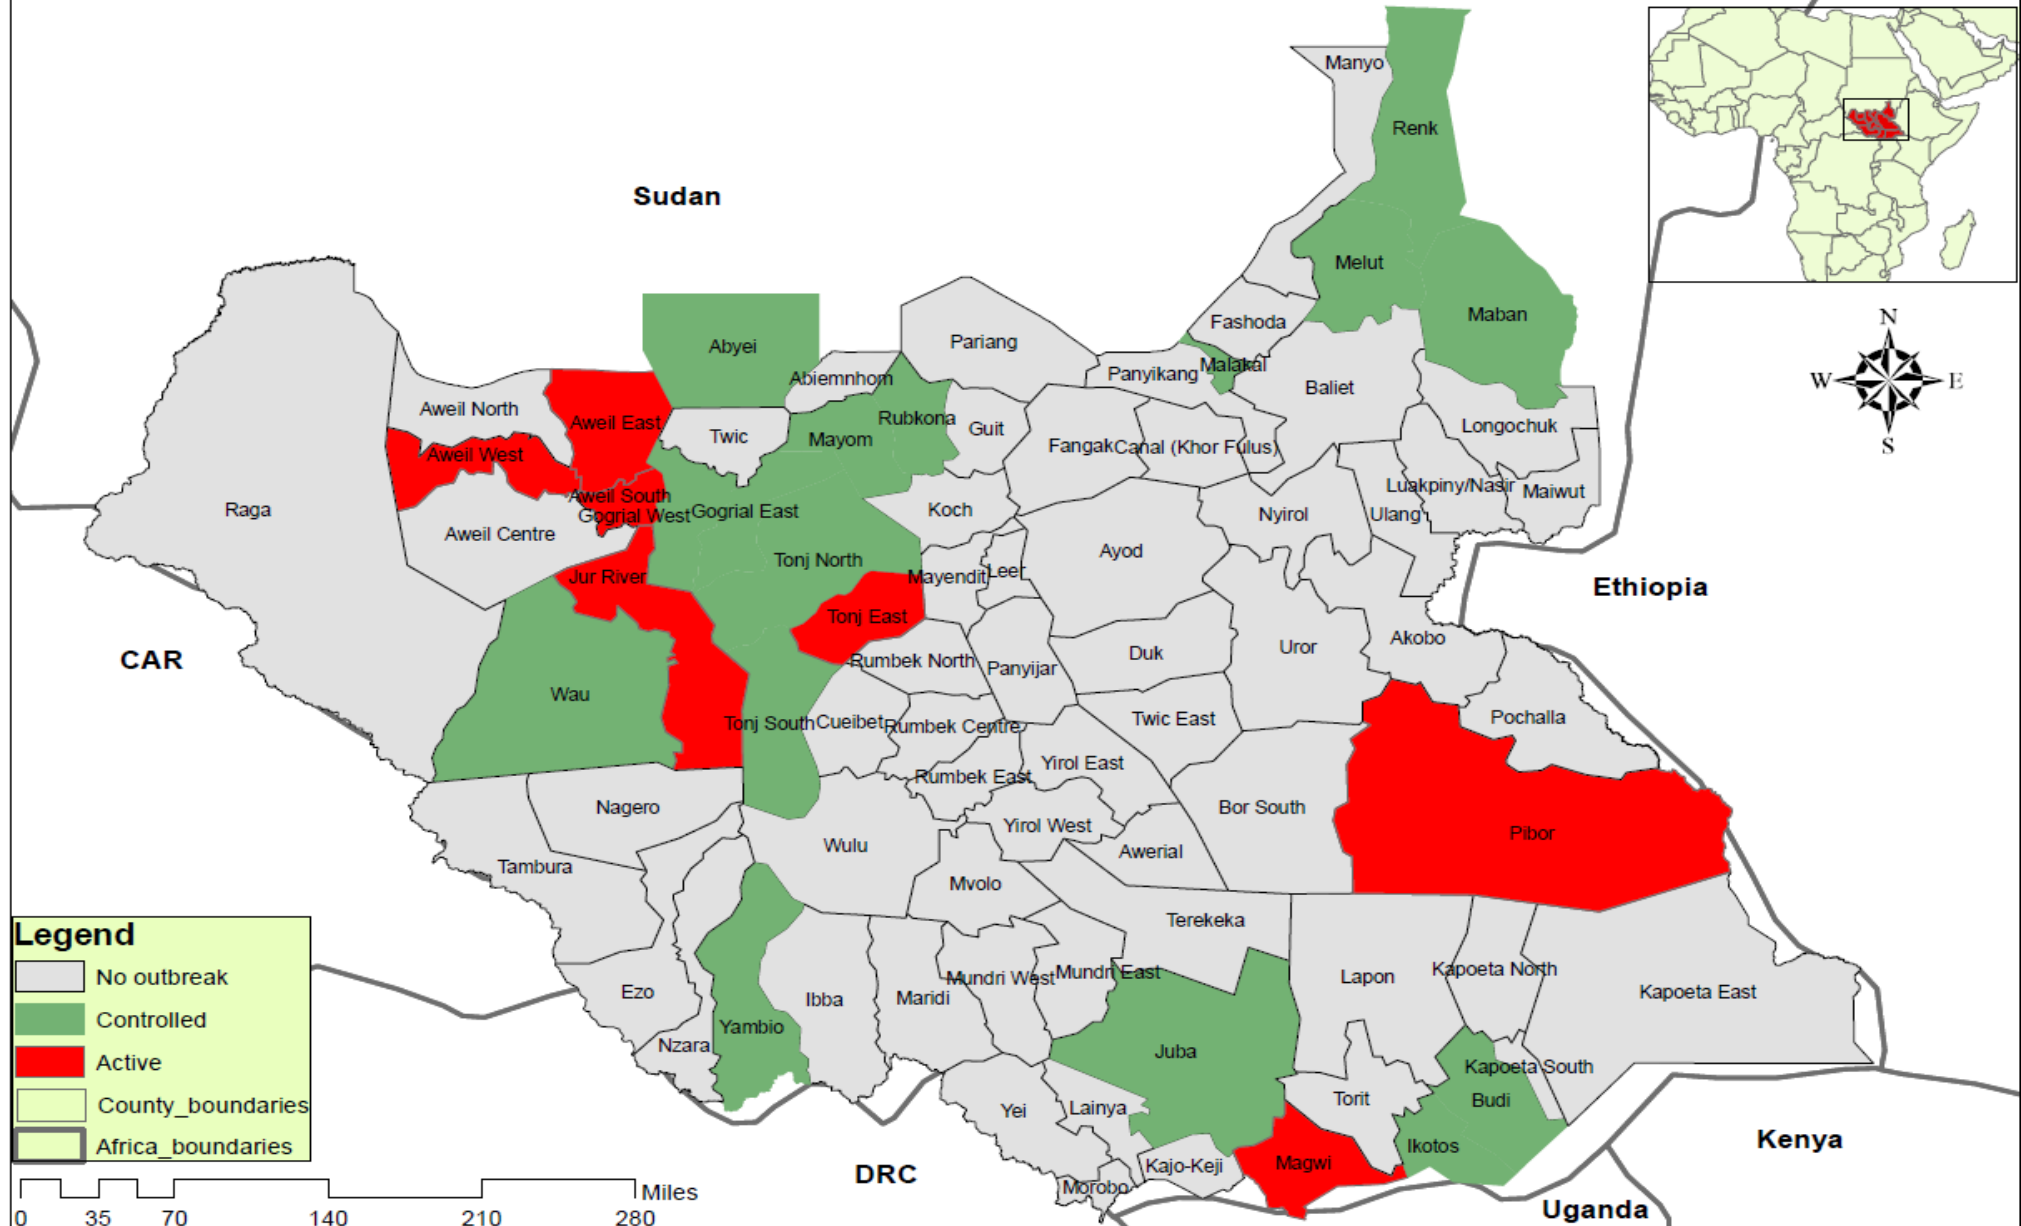 Manyo
Renk
Sudan
Melut
Maban
Fashoda
Abyei
Pariang
Malakal
Abiemnhom
Panyikang
Baliet
N
W E
S
Aweil North
Aweil East
Twic
Mayom
Rubkona
Guit
Fangak
Canal (Khor Fulus)
Longochuk
Aweil West
Aweil South
Gogrial West
Gogrial East
Luakpiny/Nasir
Maiwut
Raga
Aweil Centre
Koch
Nyirol
Ulang
Ayod
Tonj North
Jur River
Mayendit
Leer
Ethiopia
Tonj East
Akobo
CAR
Rumbek North
Panyijar
Duk
Uror
Wau
Tonj South
Cueibet
Rumbek Centre
Twic East
Pochalla
Rumbek East
Yirol East
Nagero
Bor South
Yirol West
Pibor
Wulu
Awerial
Tambura
Mvolo
Terekeka
Mundri West
Mundri East
Lapon
Kapoeta North
Kapoeta East
Ezo
Ibba
Maridi
Yambio
Nzara
Juba
Kapoeta South
Budi
Torit
Yei
Lainya
Ikotos
Kenya
Magwi
Kajo-Keji
DRC
Morobo
Uganda
Legend
No outbreak
Controlled
Active
County_boundaries
Africa_boundaries
Miles
0 35 70 140 210 280